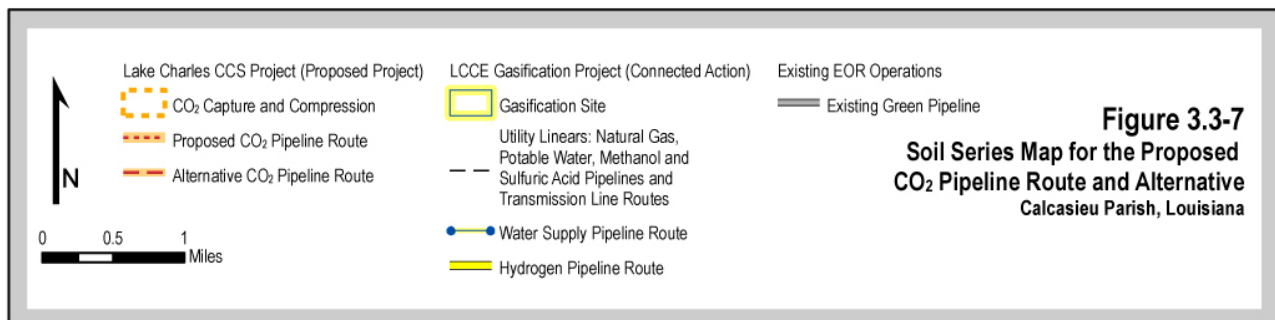 N
0 0.5 1
Miles
Lake Charles CCS Project (Proposed Project)
CO₂ Capture and Compression
Proposed CO₂ Pipeline Route
Alternative CO₂ Pipeline Route
LCCE Gasification Project (Connected Action)
Gasification Site
Utility Linears: Natural Gas,
Potable Water, Methanol and
Sulfuric Acid Pipelines and
Transmission Line Routes
Water Supply Pipeline Route
Hydrogen Pipeline Route
Existing EOR Operations
Existing Green Pipeline
Figure 3.3-7
Soil Series Map for the Proposed
CO₂ Pipeline Route and Alternative
Calcasieu Parish, Louisiana